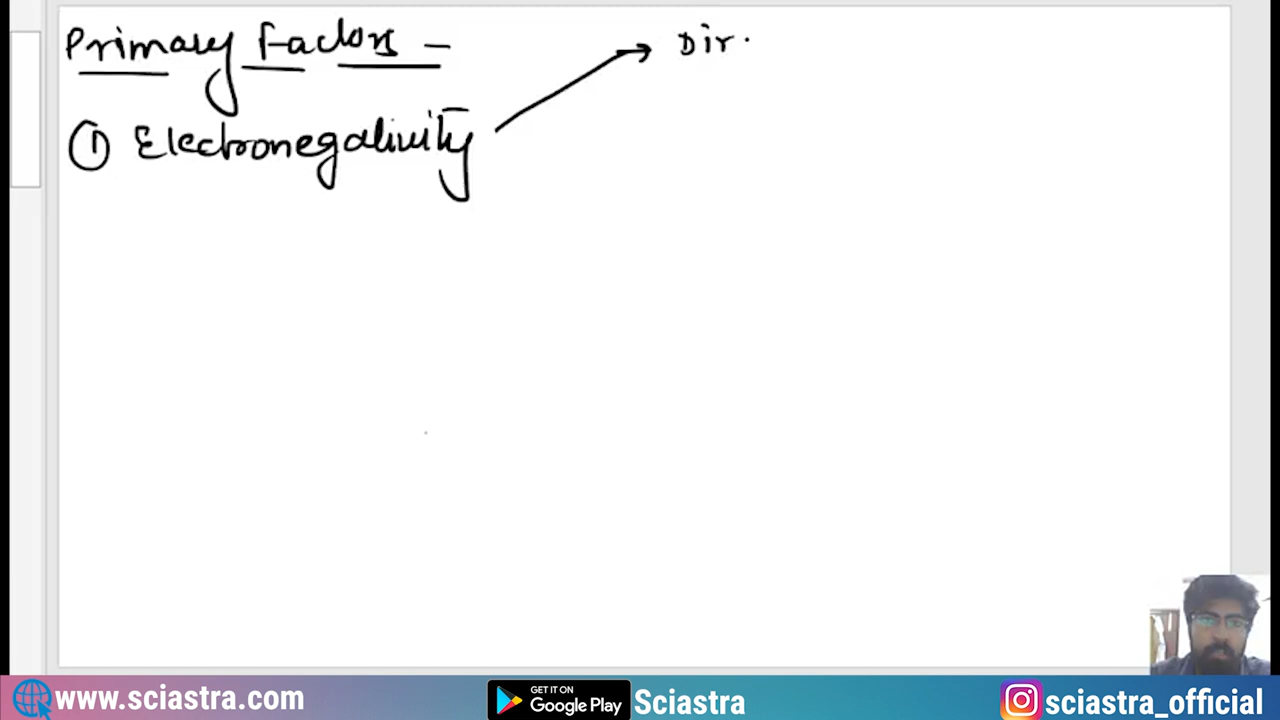 Primary Factors -
① Electronegativity → Dir.
www.sciastra.com
GET IT ON
Google Play
Sciastra
sciastra_official